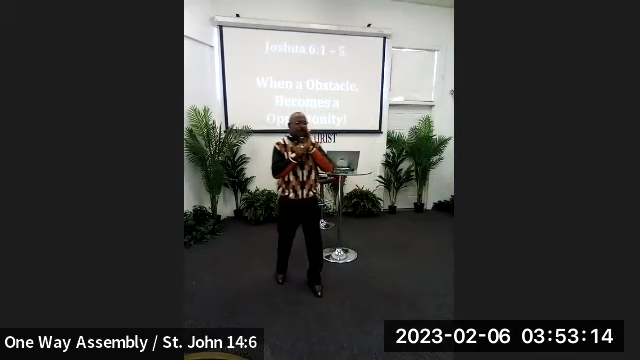 Joshua 6:1 - 5.
When a Obstacle,
Becomes a
Opportunity!
One Way Assembly / St. John 14:6
2023-02-06 03:53:14